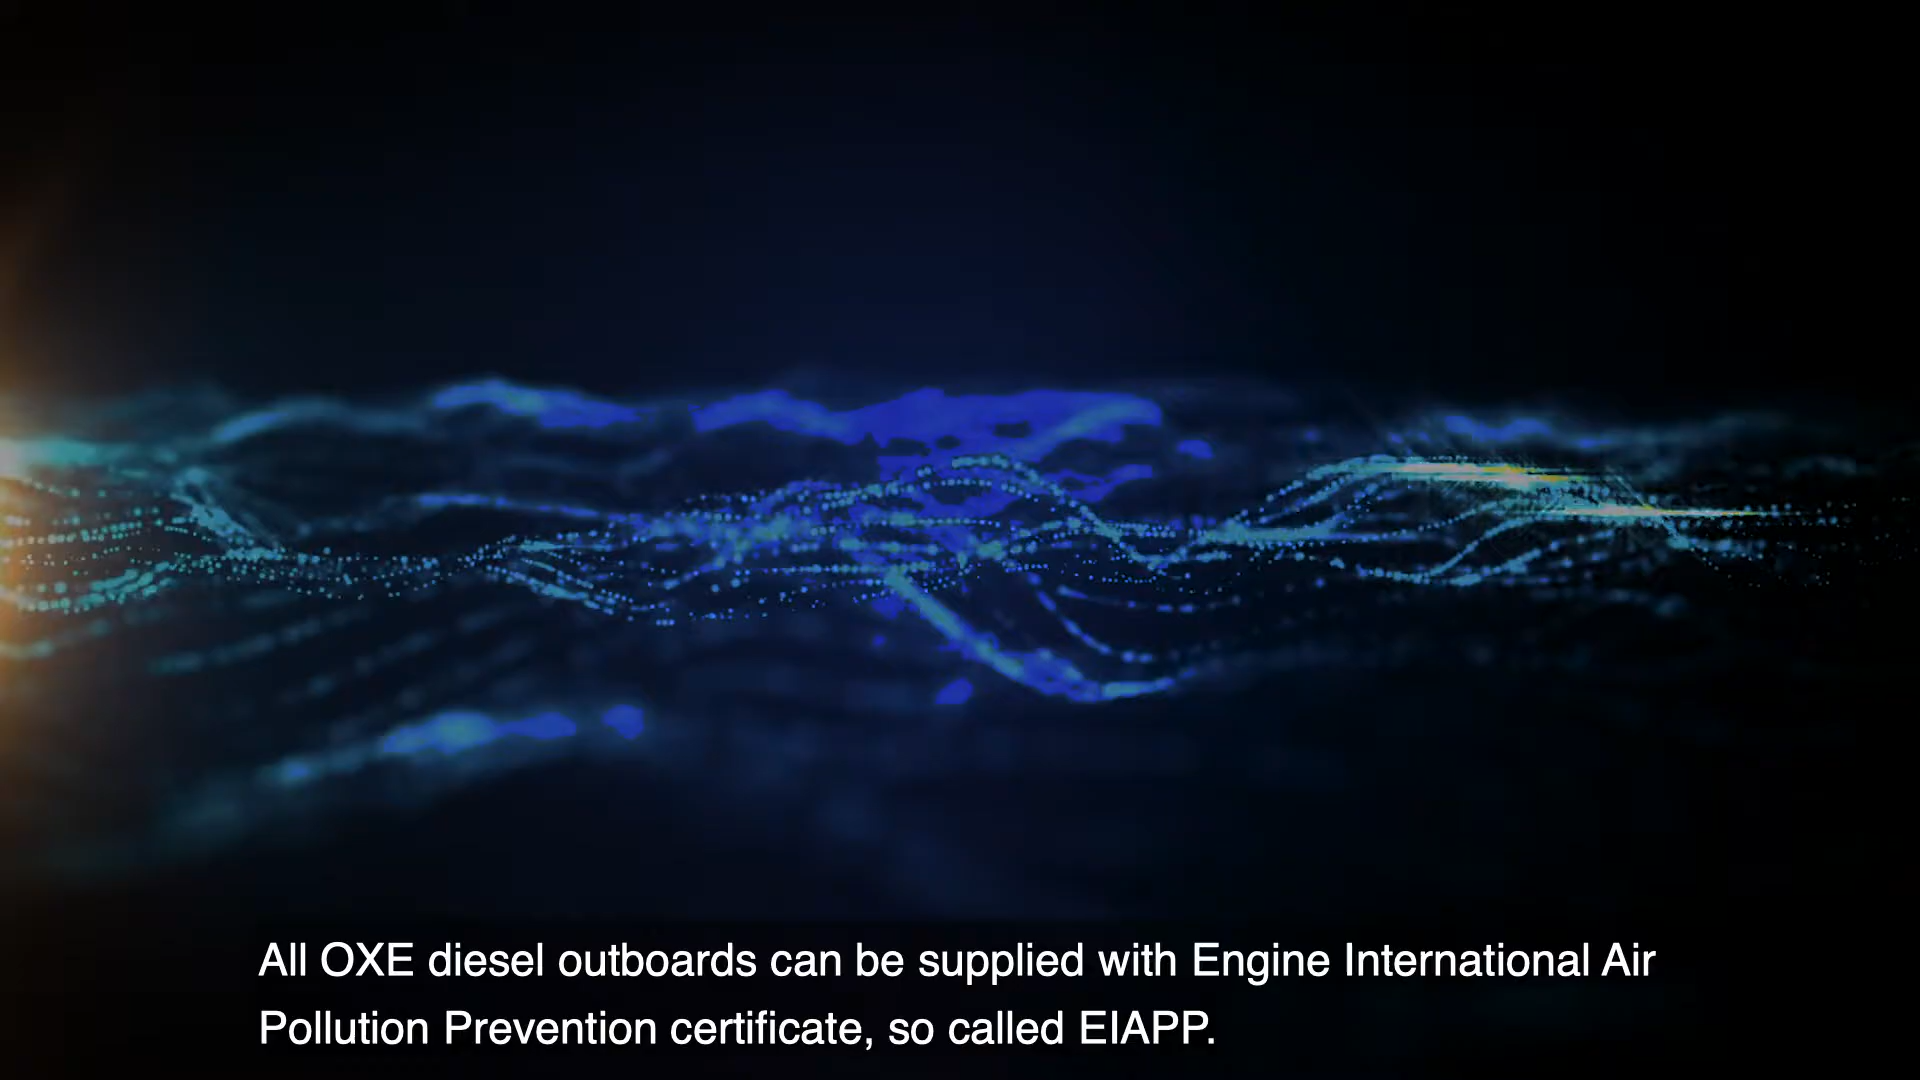 All OXE diesel outboards can be supplied with Engine International Air
Pollution Prevention certificate, so called EIAPP.